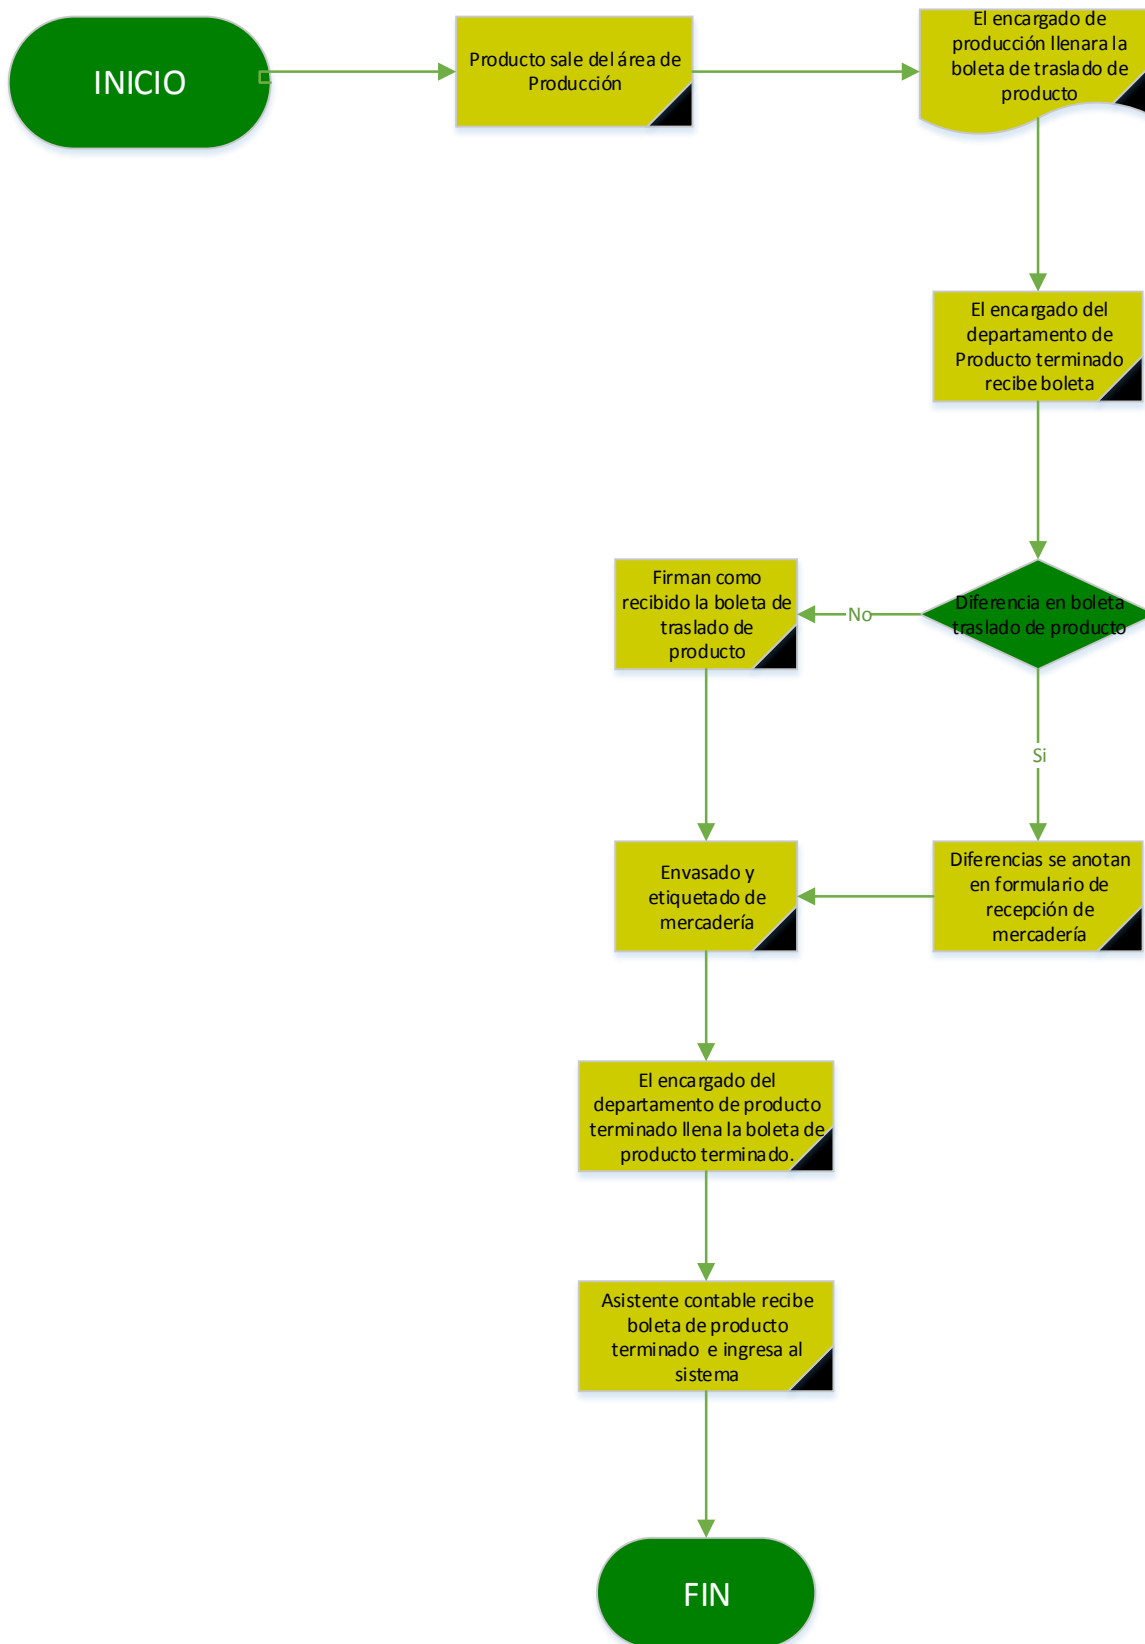 INICIO
Producto sale del área de
Producción
El encargado de
producción llenara la
boleta de traslado de
producto
El encargado del
departamento de
Producto terminado
recibe boleta
Diferencia en boleta
traslado de producto
No
Firman como
recibido la boleta de
traslado de
producto
Si
Diferencias se anotan
en formulario de
recepción de
mercadería
Envasado y
etiquetado de
mercadería
El encargado del
departamento de producto
terminado llena la boleta de
producto terminado.
Asistente contable recibe
boleta de producto
terminado e ingresa al
sistema
FIN